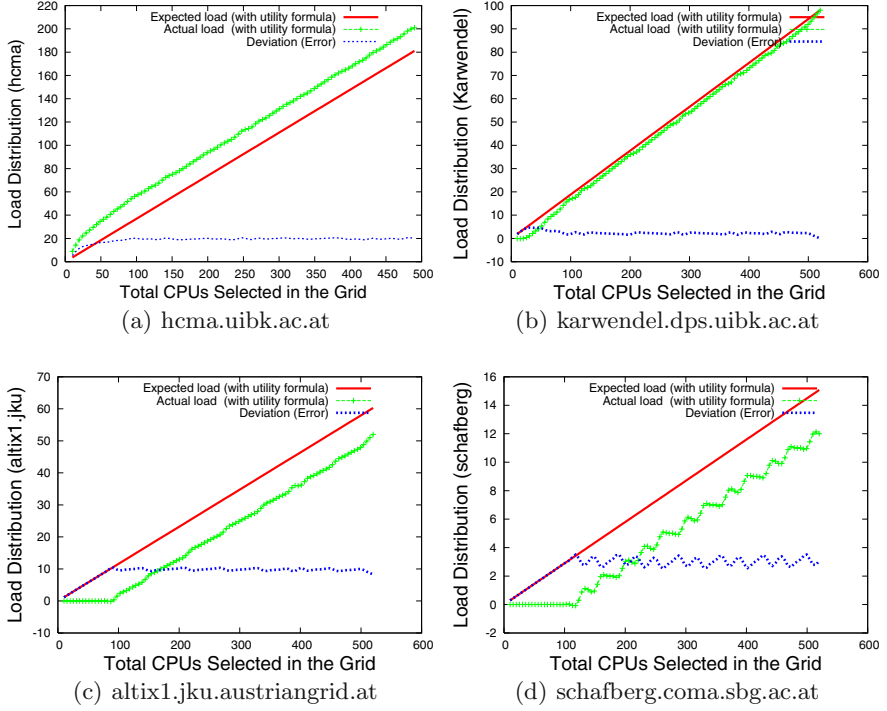 Expected load (with utility formula)
Actual load (with utility formula)
Deviation (Error)
Load Distribution (hcma)
220
200
180
160
140
120
100
80
60
40
20
0
0 50 100 150 200 250 300 350 400 450 500
Total CPUs Selected in the Grid
(a) hcma.uibk.ac.at
Expected load (with utility formula)
Actual load (with utility formula)
Deviation (Error)
Load Distribution (Karwendel)
100
90
80
70
60
50
40
30
20
10
0
-10
0 100 200 300 400 500 600
Total CPUs Selected in the Grid
(b) karwendel.dps.uibk.ac.at
Expected load (with utility formula)
Actual load (with utility formula)
Deviation (Error)
Load Distribution (altix1.jku)
70
60
50
40
30
20
10
0
-10
0 100 200 300 400 500 600
Total CPUs Selected in the Grid
(c) altix1.jku.austriangrid.at
Expected load (with utility formula)
Actual load (with utility formula)
Deviation (Error)
Load Distribution (schafberg)
16
14
12
10
8
6
4
2
0
-2
0 100 200 300 400 500 600
Total CPUs Selected in the Grid
(d) schafberg.coma.sbg.ac.at